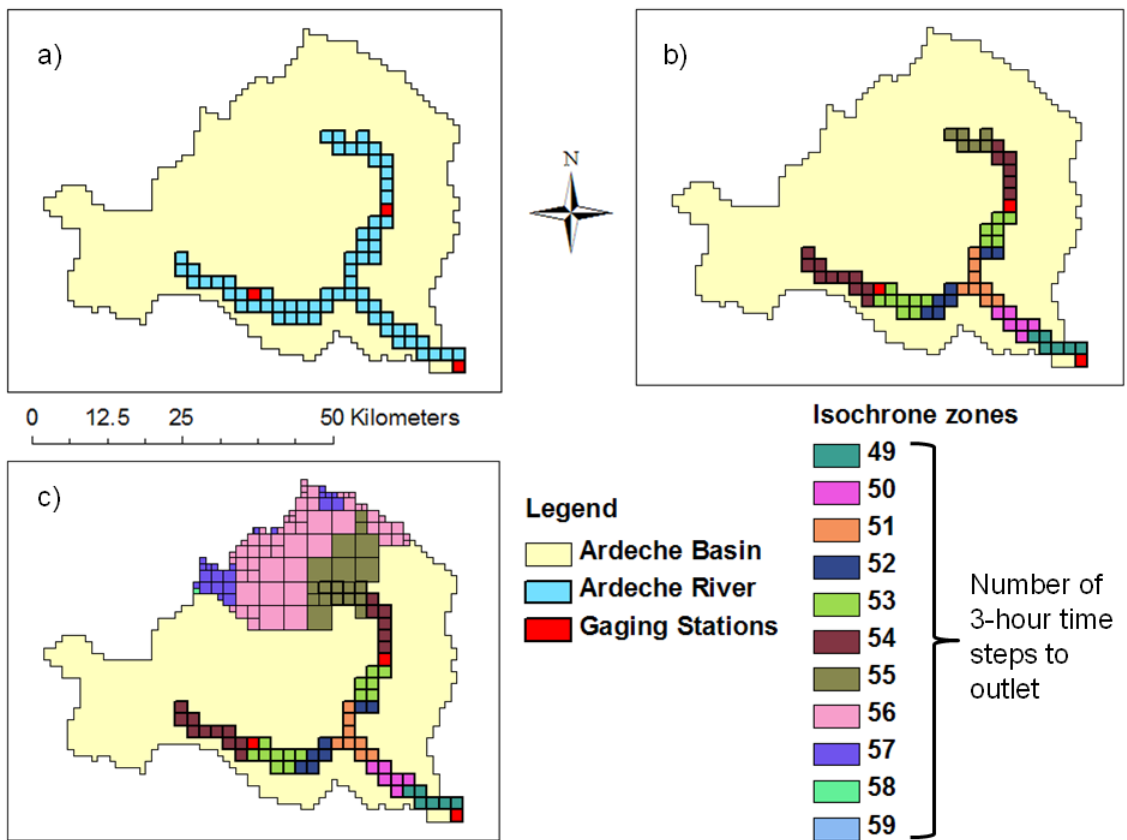 a)
b)
N
0 12.5 25 50 Kilometers
c)
Legend
Ardeche Basin
Ardeche River
Gaging Stations
Isochrone zones
49
50
51
52
53
54
55
56
57
58
59
Number of
3-hour time
steps to
outlet